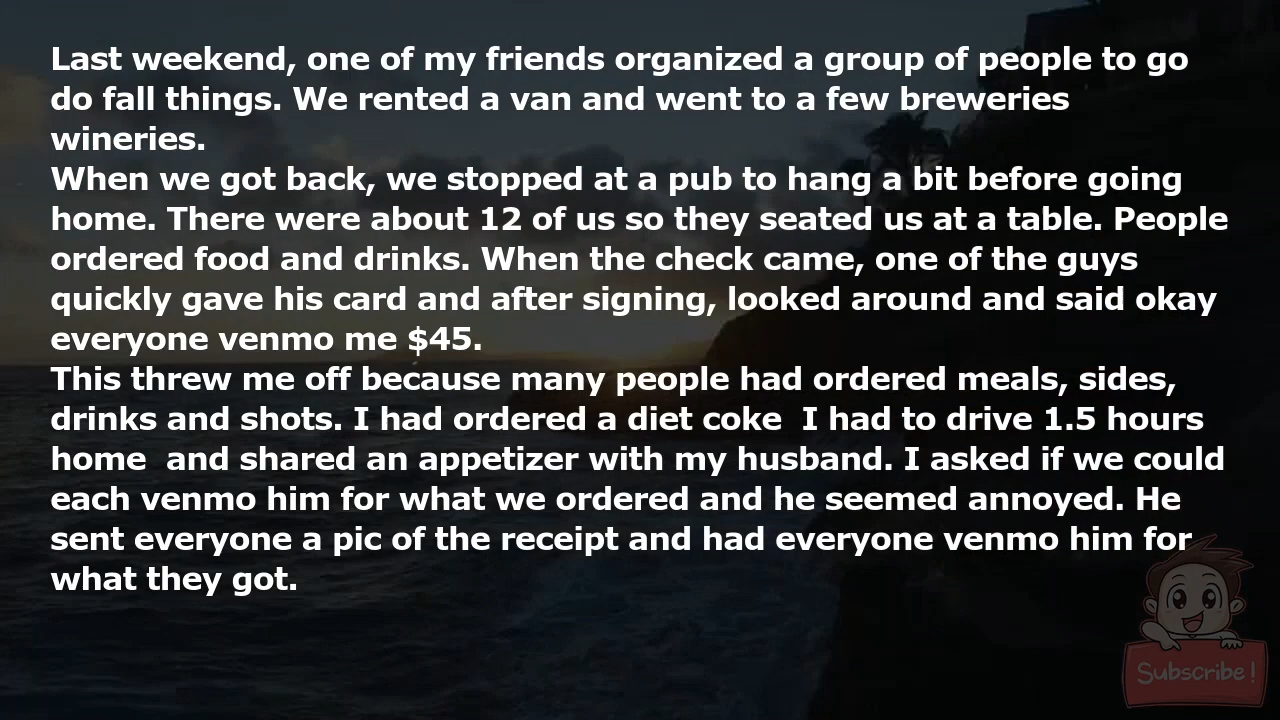 Last weekend, one of my friends organized a group of people to go
do fall things. We rented a van and went to a few breweries
wineries.
When we got back, we stopped at a pub to hang a bit before going
home. There were about 12 of us so they seated us at a table. People
ordered food and drinks. When the check came, one of the guys
quickly gave his card and after signing, looked around and said okay
everyone venmo me $45.
This threw me off because many people had ordered meals, sides,
drinks and shots. I had ordered a diet coke  I had to drive 1.5 hours
home  and shared an appetizer with my husband. I asked if we could
each venmo him for what we ordered and he seemed annoyed. He
sent everyone a pic of the receipt and had everyone venmo him for
what they got.
Subscribe!